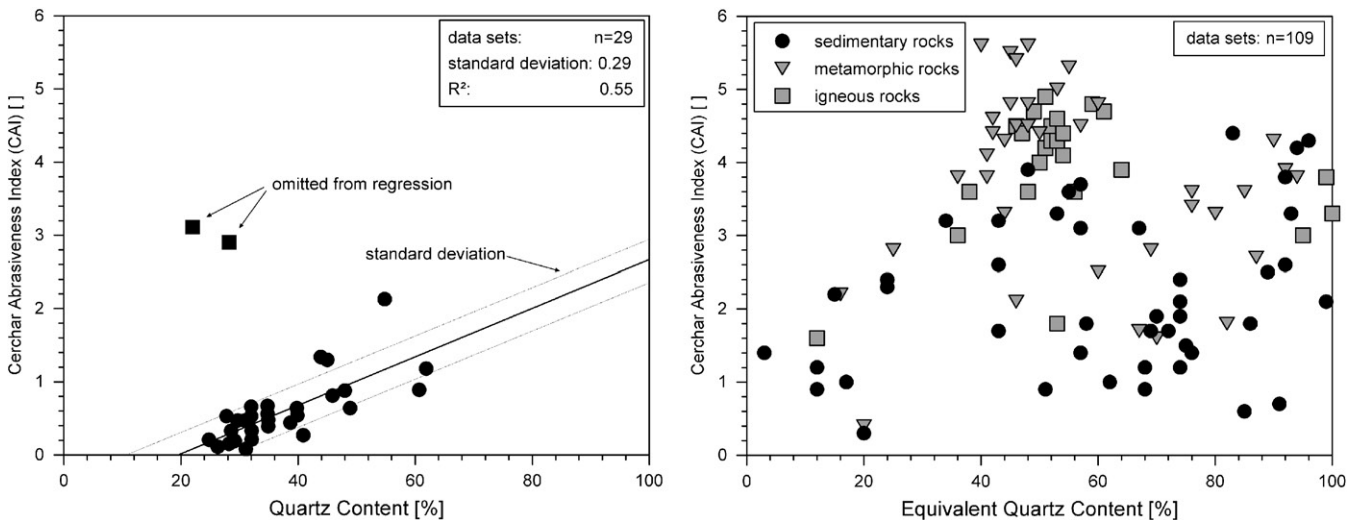 6
5
4
3
2
1
0
0 20 40 60 80 100
Cerchar Abrasiveness Index (CAI) [ ]
Quartz Content [%]
data sets: n=29
standard deviation: 0.29
R²: 0.55
omitted from regression
standard deviation
6
5
4
3
2
1
0
0 20 40 60 80 100
Cerchar Abrasiveness Index (CAI) [ ]
Equivalent Quartz Content [%]
sedimentary rocks
metamorphic rocks
igneous rocks
data sets: n=109